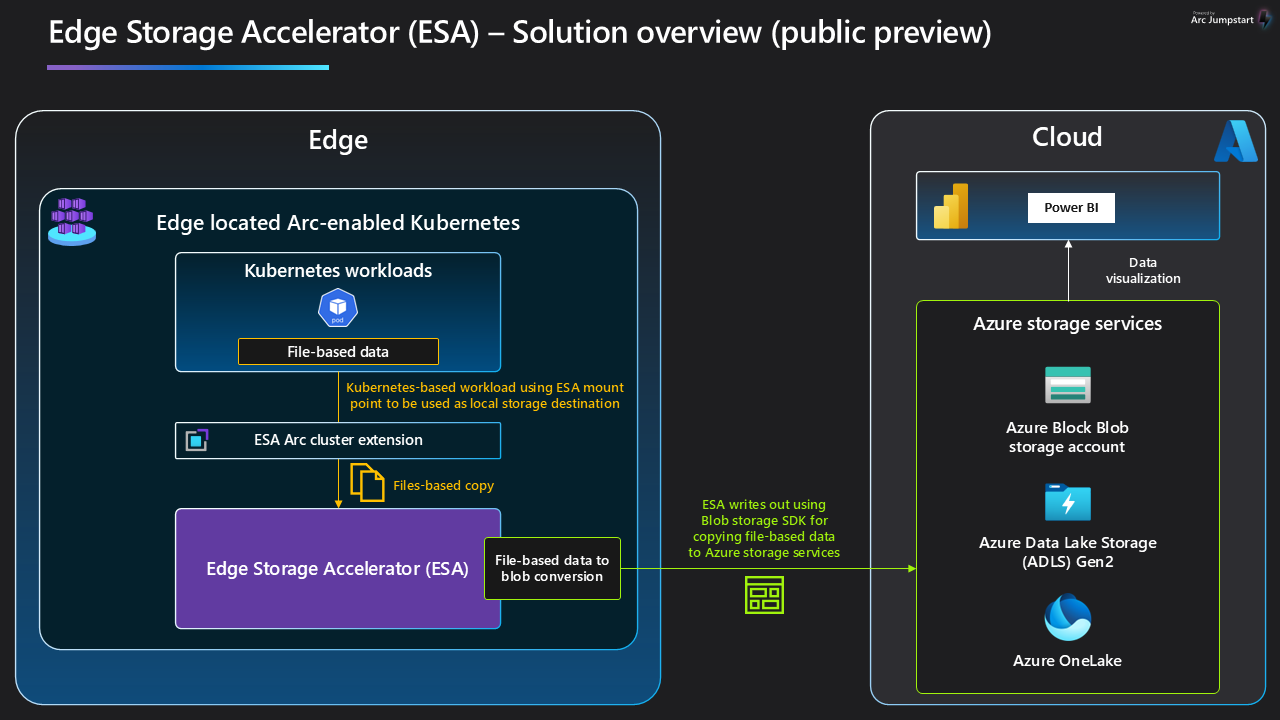 Edge Storage Accelerator (ESA) – Solution overview (public preview)
Powered by
Arc Jumpstart
Edge
Edge located Arc-enabled Kubernetes
Kubernetes workloads
pod
File-based data
Kubernetes-based workload using ESA mount
point to be used as local storage destination
ESA Arc cluster extension
Files-based copy
Edge Storage Accelerator (ESA)
File-based data to
blob conversion
ESA writes out using
Blob storage SDK for
copying file-based data
to Azure storage services
Cloud
Power BI
Data
visualization
Azure storage services
Azure Block Blob
storage account
Azure Data Lake Storage
(ADLS) Gen2
Azure OneLake